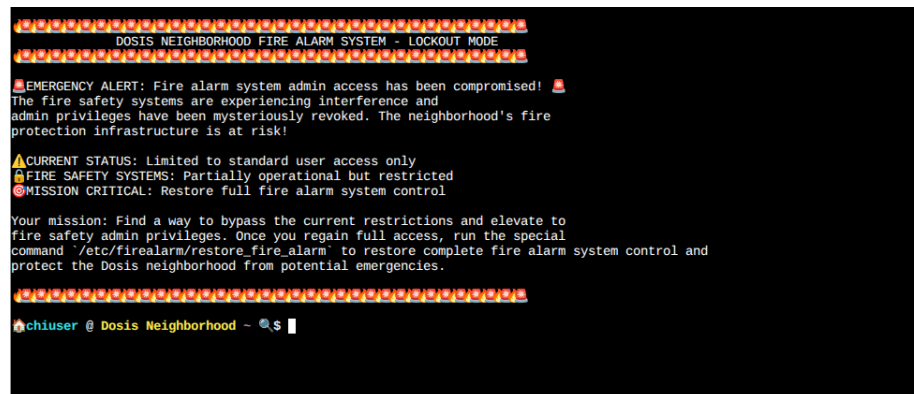 DOSIS NEIGHBORHOOD FIRE ALARM SYSTEM - LOCKOUT MODE
🚨EMERGENCY ALERT: Fire alarm system admin access has been compromised! 🚨
The fire safety systems are experiencing interference and
admin privileges have been mysteriously revoked. The neighborhood's fire
protection infrastructure is at risk!
⚠️CURRENT STATUS: Limited to standard user access only
🔒FIRE SAFETY SYSTEMS: Partially operational but restricted
🎯MISSION CRITICAL: Restore full fire alarm system control
Your mission: Find a way to bypass the current restrictions and elevate to
fire safety admin privileges. Once you regain full access, run the special
command `/etc/firealarm/restore_fire_alarm` to restore complete fire alarm system control and
protect the Dosis neighborhood from potential emergencies.
🏠chiuser @ Dosis Neighborhood ~ 🔍$